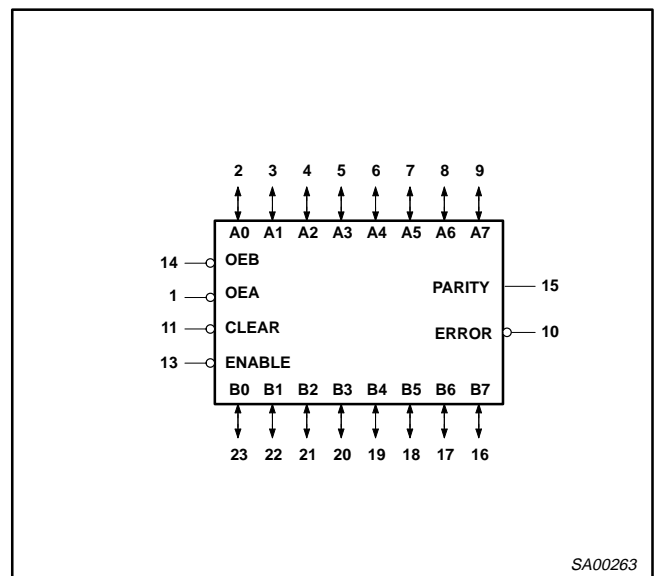 2 3 4 5 6 7 8 9
A0 A1 A2 A3 A4 A5 A6 A7
14 OEB
1 OEA
PARITY 15
11 CLEAR
ERROR 10
13 ENABLE
B0 B1 B2 B3 B4 B5 B6 B7
23 22 21 20 19 18 17 16
SA00263